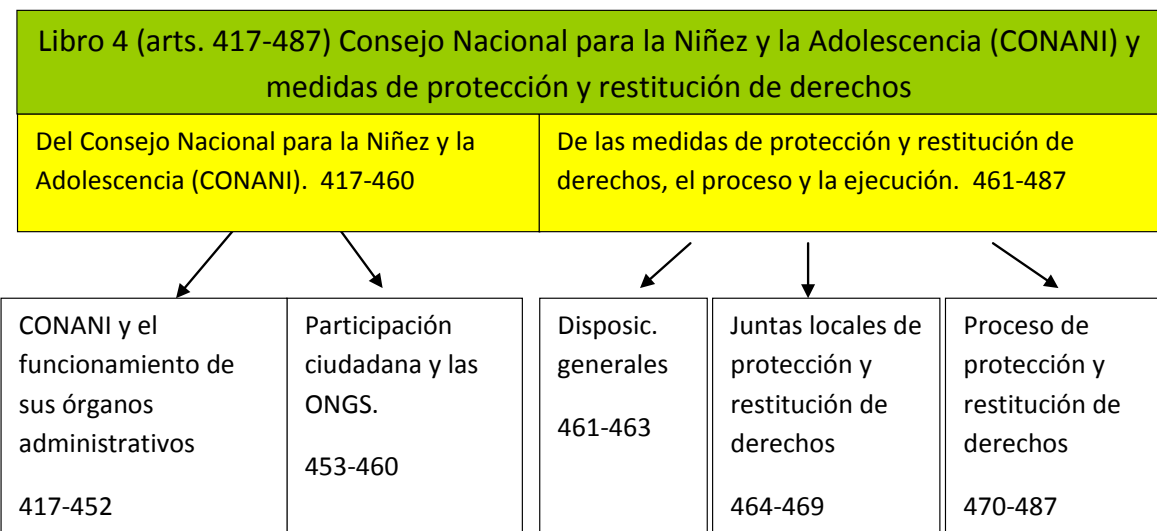 Libro 4 (arts. 417-487) Consejo Nacional para la Niñez y la Adolescencia (CONANI) y
medidas de protección y restitución de derechos
Del Consejo Nacional para la Niñez y la
Adolescencia (CONANI).  417-460
De las medidas de protección y restitución de
derechos, el proceso y la ejecución.  461-487
CONANI y el
funcionamiento de
sus órganos
administrativos
417-452
Participación
ciudadana y las
ONGS.
453-460
Disposic.
generales
461-463
Juntas locales de
protección y
restitución de
derechos
464-469
Proceso de
protección y
restitución de
derechos
470-487